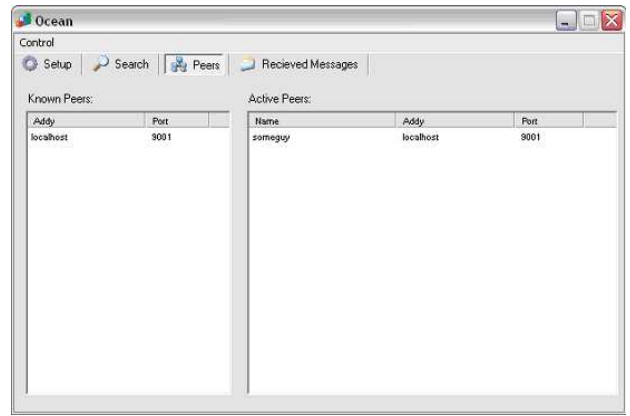 Ocean
Control
Setup Search Peers Recieved Messages
Known Peers: Active Peers:
Addy Port Name Addy Port
localhost 9001 someguy localhost 9001